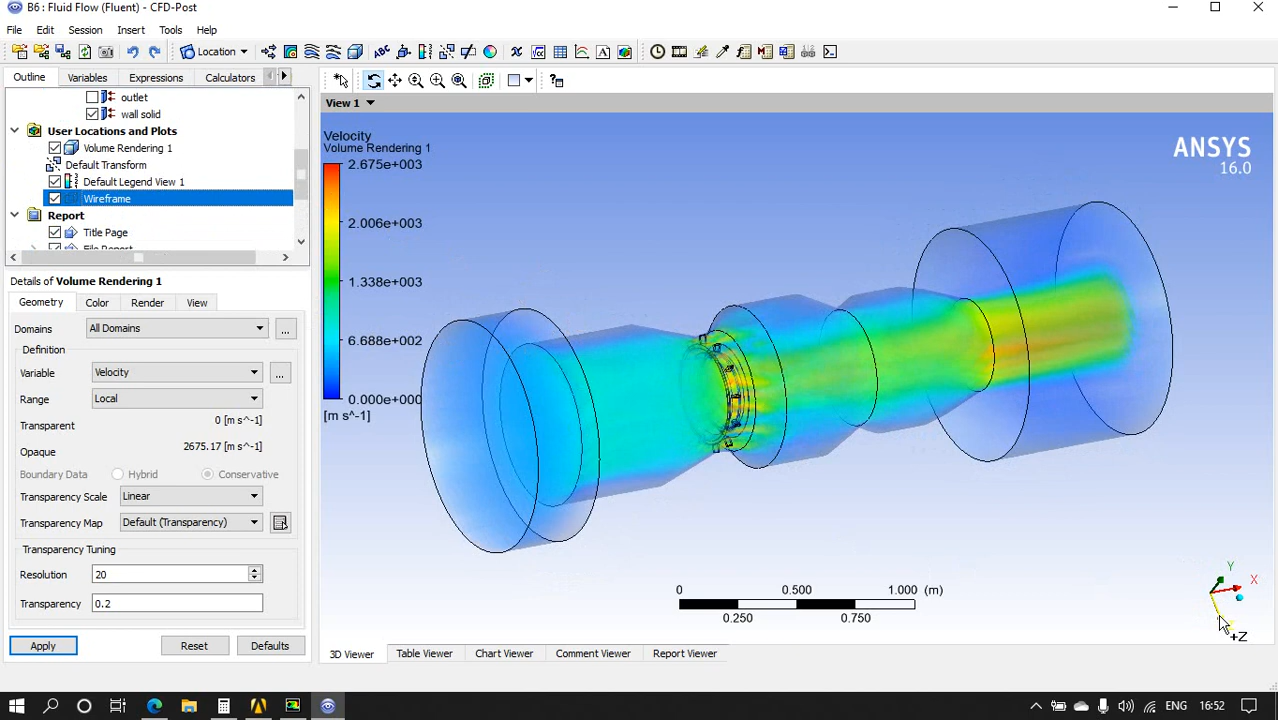 B6 : Fluid Flow (Fluent) - CFD-Post
File Edit Session Insert Tools Help
Location
Outline Variables Expressions Calculators
outlet
wall solid
User Locations and Plots
Volume Rendering 1
Default Transform
Default Legend View 1
Wireframe
Report
Title Page
File Report
Details of Volume Rendering 1
Geometry Color Render View
Domains All Domains ...
Definition
Variable Velocity ...
Range Local
Transparent 0 [m s^-1]
Opaque 2675.17 [m s^-1]
Boundary Data Hybrid Conservative
Transparency Scale Linear
Transparency Map Default (Transparency)
Transparency Tuning
Resolution 20
Transparency 0.2
Apply Reset Defaults
View 1
Velocity
Volume Rendering 1
2.675e+003
2.006e+003
1.338e+003
6.688e+002
0.000e+000
[m s^-1]
ANSYS
16.0
0 0.500 1.000 (m)
0.250 0.750
Y
X
+Z
3D Viewer Table Viewer Chart Viewer Comment Viewer Report Viewer
ENG 16:52